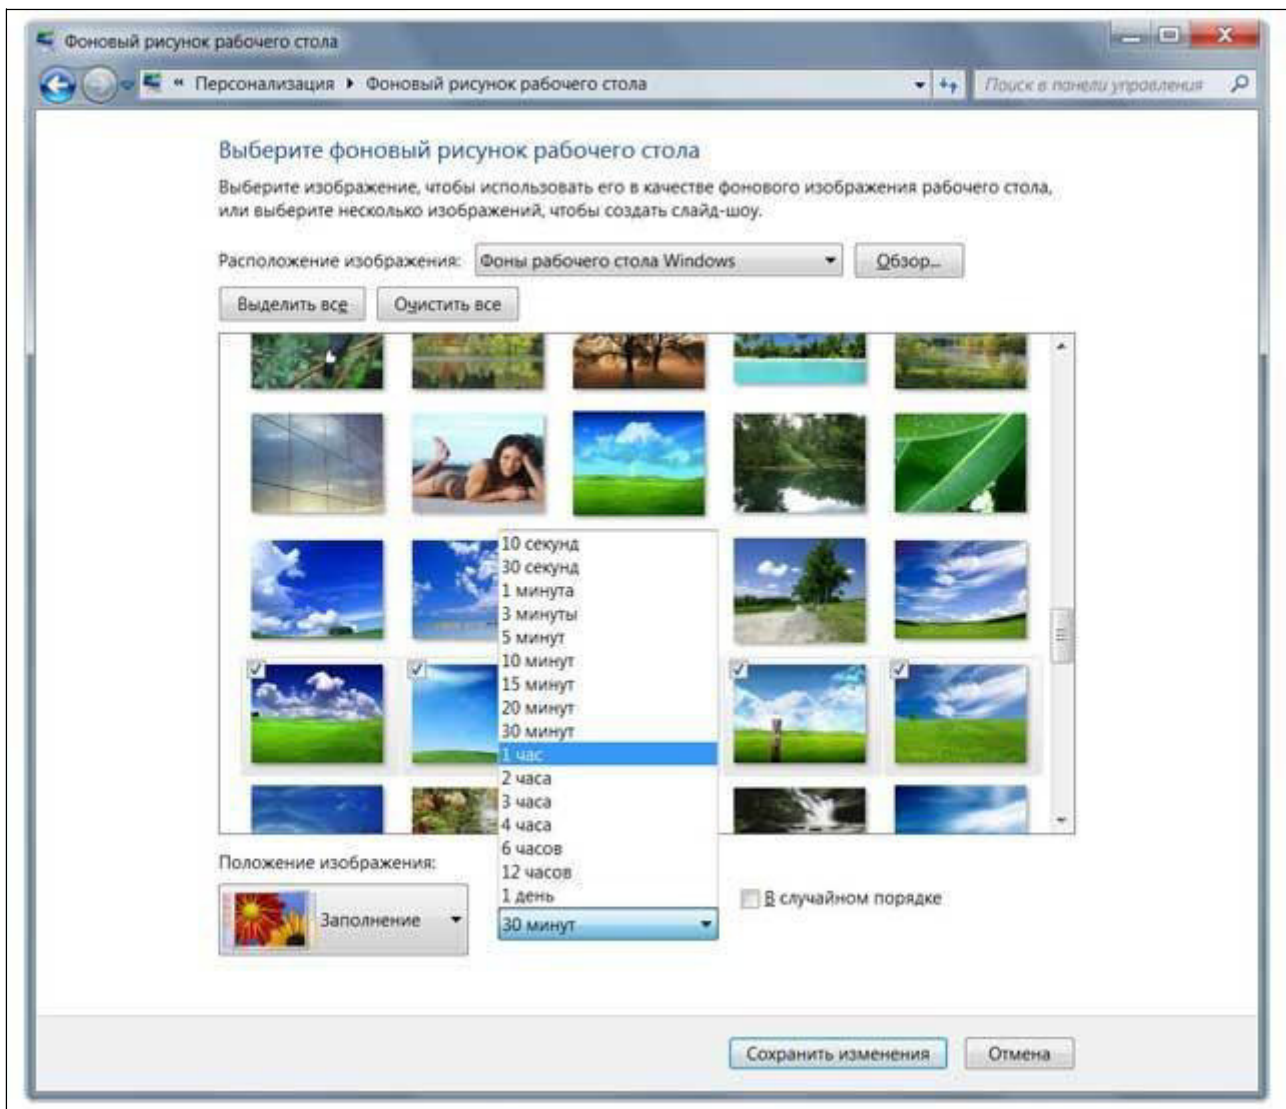 Фоновый рисунок рабочего стола
« Персонализация ▸ Фоновый рисунок рабочего стола
Поиск в панели управления
Выберите фоновый рисунок рабочего стола
Выберите изображение, чтобы использовать его в качестве фонового изображения рабочего стола,
или выберите несколько изображений, чтобы создать слайд-шоу.
Расположение изображения: Фоны рабочего стола Windows Обзор...
Выделить все Очистить все
10 секунд
30 секунд
1 минута
3 минуты
5 минут
10 минут
15 минут
20 минут
30 минут
1 час
2 часа
3 часа
4 часа
6 часов
12 часов
1 день
Положение изображения:
Заполнение
30 минут
В случайном порядке
Сохранить изменения Отмена